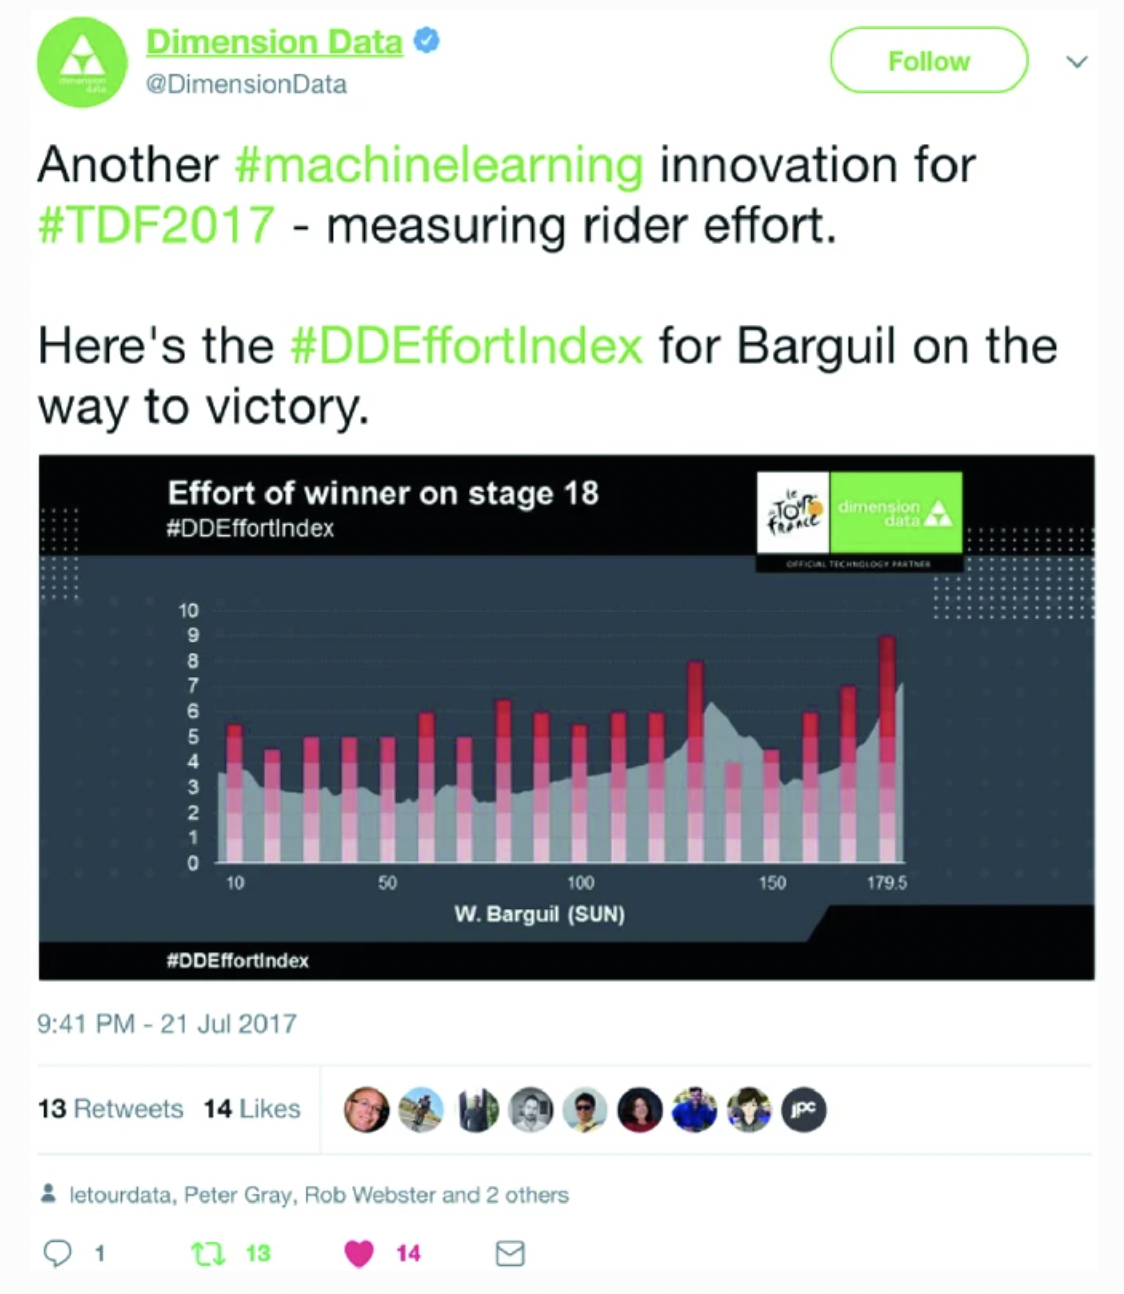 Dimension Data
@DimensionData
Follow
dimension
data
Another #machinelearning innovation for
#TDF2017 - measuring rider effort.
Here's the #DDEffortIndex for Barguil on the
way to victory.
Effort of winner on stage 18
#DDEffortIndex
le
TOUR
de
FRANCE
dimension
data
OFFICIAL TECHNOLOGY PARTNER
10
9
8
7
6
5
4
3
2
1
0
10 50 100 150 179.5
W. Barguil (SUN)
#DDEffortIndex
9:41 PM - 21 Jul 2017
13 Retweets 14 Likes
jpc
letourdata, Peter Gray, Rob Webster and 2 others
1 13 14